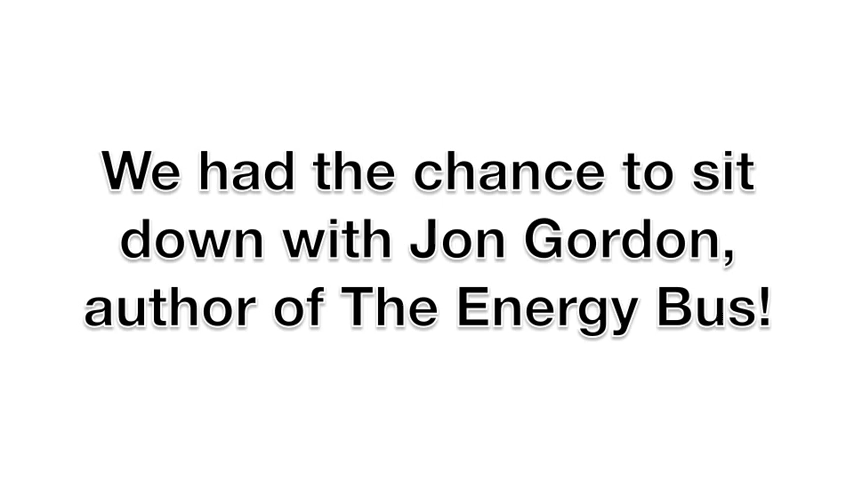 We had the chance to sit
down with Jon Gordon,
author of The Energy Bus!